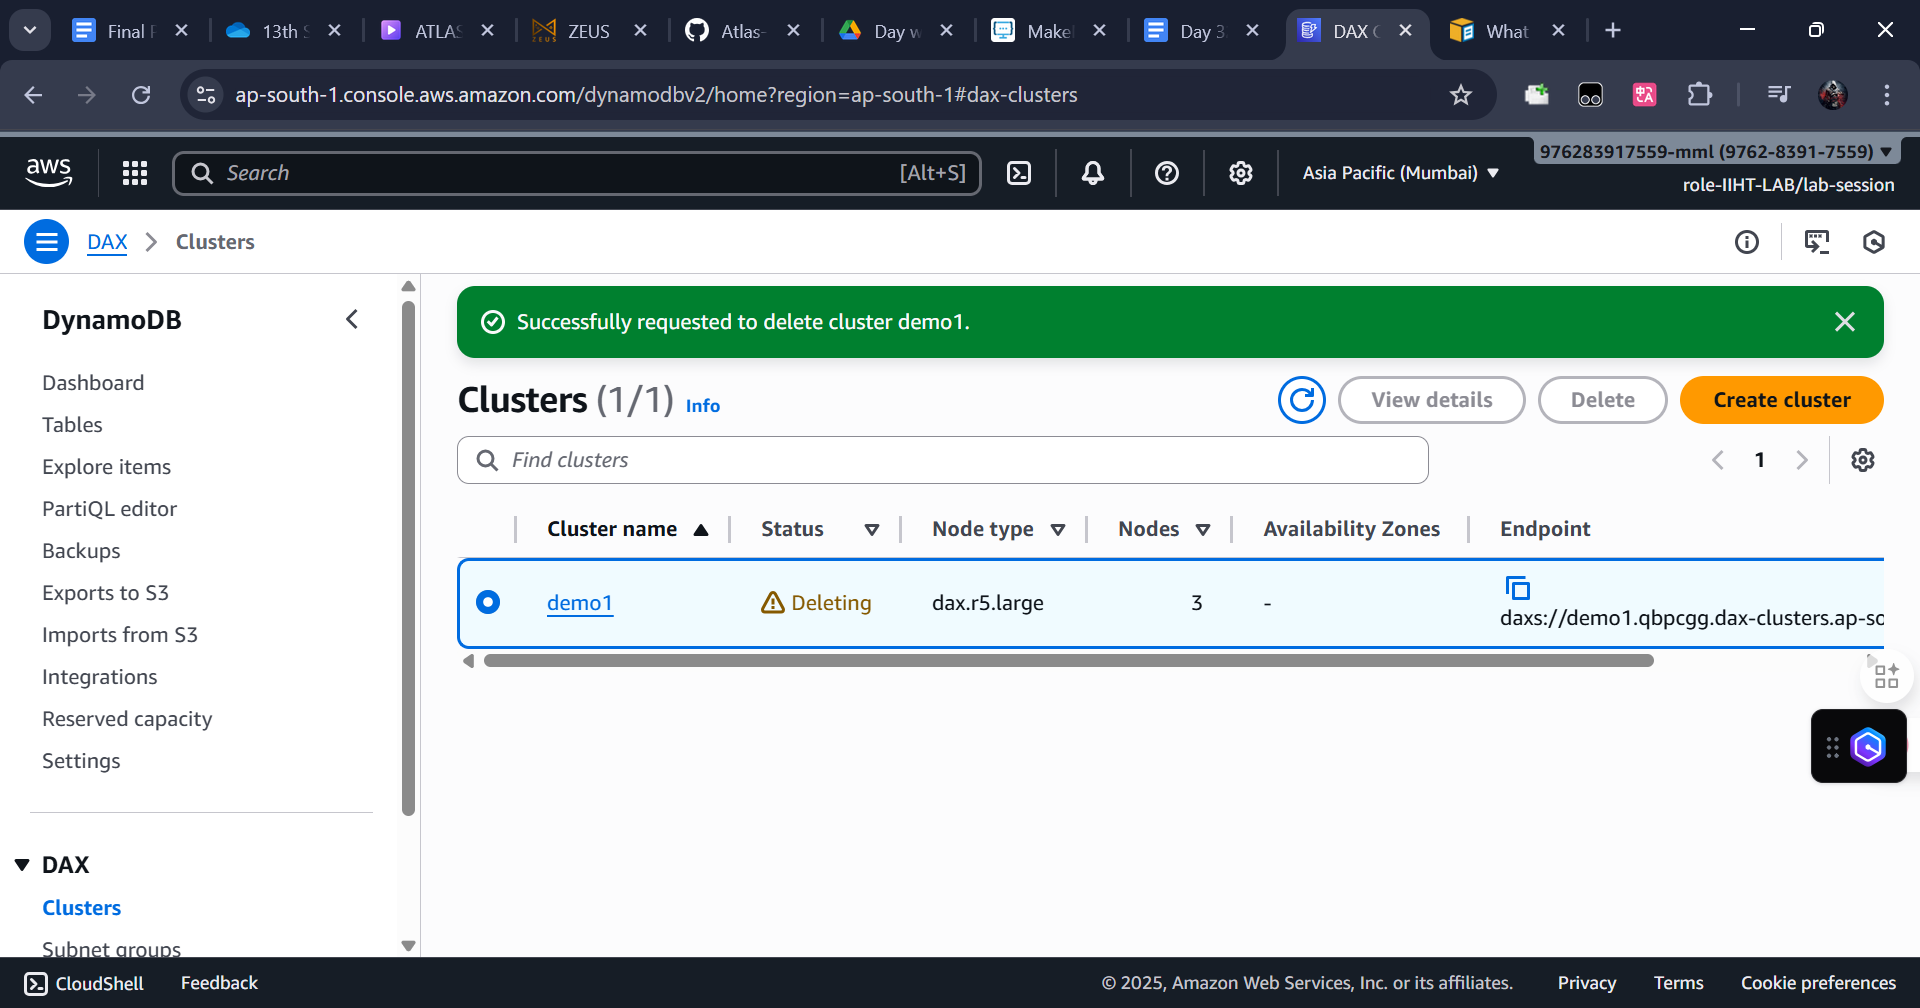 Final
13th
ATLAS
ZEUS
Atlas-
Day w
Make
Day 3
DAX
What
ap-south-1.console.aws.amazon.com/dynamodbv2/home?region=ap-south-1#dax-clusters
aws
Search
[Alt+S]
Asia Pacific (Mumbai)
976283917559-mml (9762-8391-7559)
role-IIHT-LAB/lab-session
DAX
Clusters
DynamoDB
Dashboard
Tables
Explore items
PartiQL editor
Backups
Exports to S3
Imports from S3
Integrations
Reserved capacity
Settings
DAX
Clusters
Subnet groups
Successfully requested to delete cluster demo1.
Clusters (1/1) Info
View details
Delete
Create cluster
Find clusters
1
Cluster name Status Node type Nodes Availability Zones Endpoint
demo1 Deleting dax.r5.large 3 - daxs://demo1.qbpcgg.dax-clusters.ap-so
CloudShell Feedback
© 2025, Amazon Web Services, Inc. or its affiliates. Privacy Terms Cookie preferences